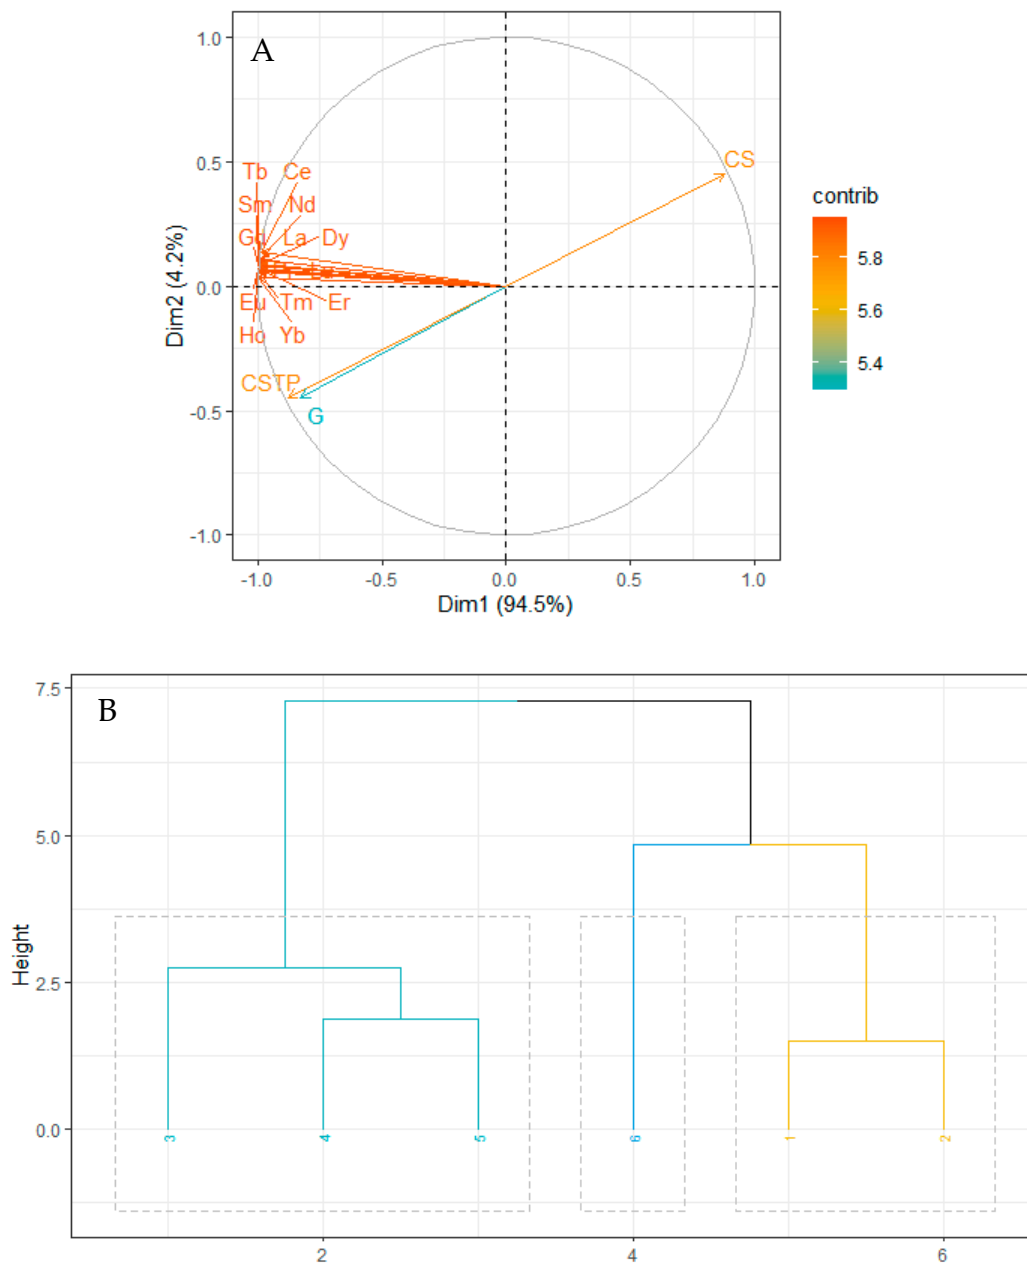 A
1.0
0.5
0.0
-0.5
-1.0
Dim2 (4.2%)
Tb Ce
Sm Nd
Gd La Dy
Eu Tm Er
Ho Yb
CSTP
G
CS
-1.0 -0.5 0.0 0.5 1.0
Dim1 (94.5%)
contrib
5.8
5.6
5.4
B
7.5
5.0
2.5
0.0
Height
3 4 5 6 1 2
2 4 6